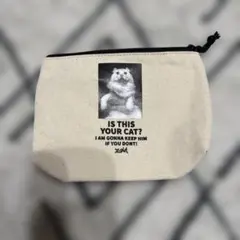 IS THIS
YOUR CAT?
I AM GONNA KEEP HIM
IF YOU DONT!